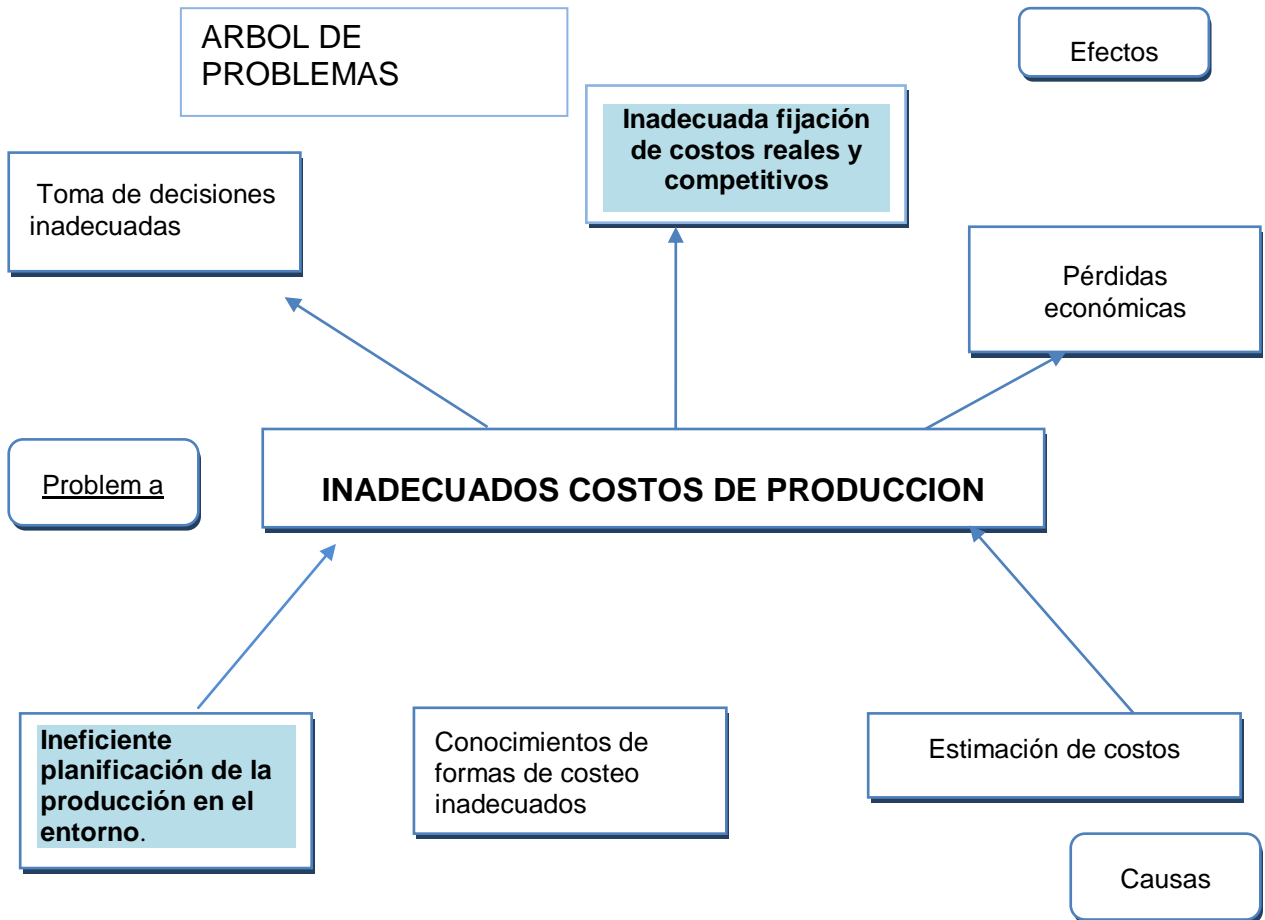 ARBOL DE
PROBLEMAS
Efectos
Inadecuada fijación
de costos reales y
competitivos
Toma de decisiones
inadecuadas
Pérdidas
económicas
Problem a
INADECUADOS COSTOS DE PRODUCCION
Ineficiente
planificación de la
producción en el
entorno.
Conocimientos de
formas de costeo
inadecuados
Estimación de costos
Causas